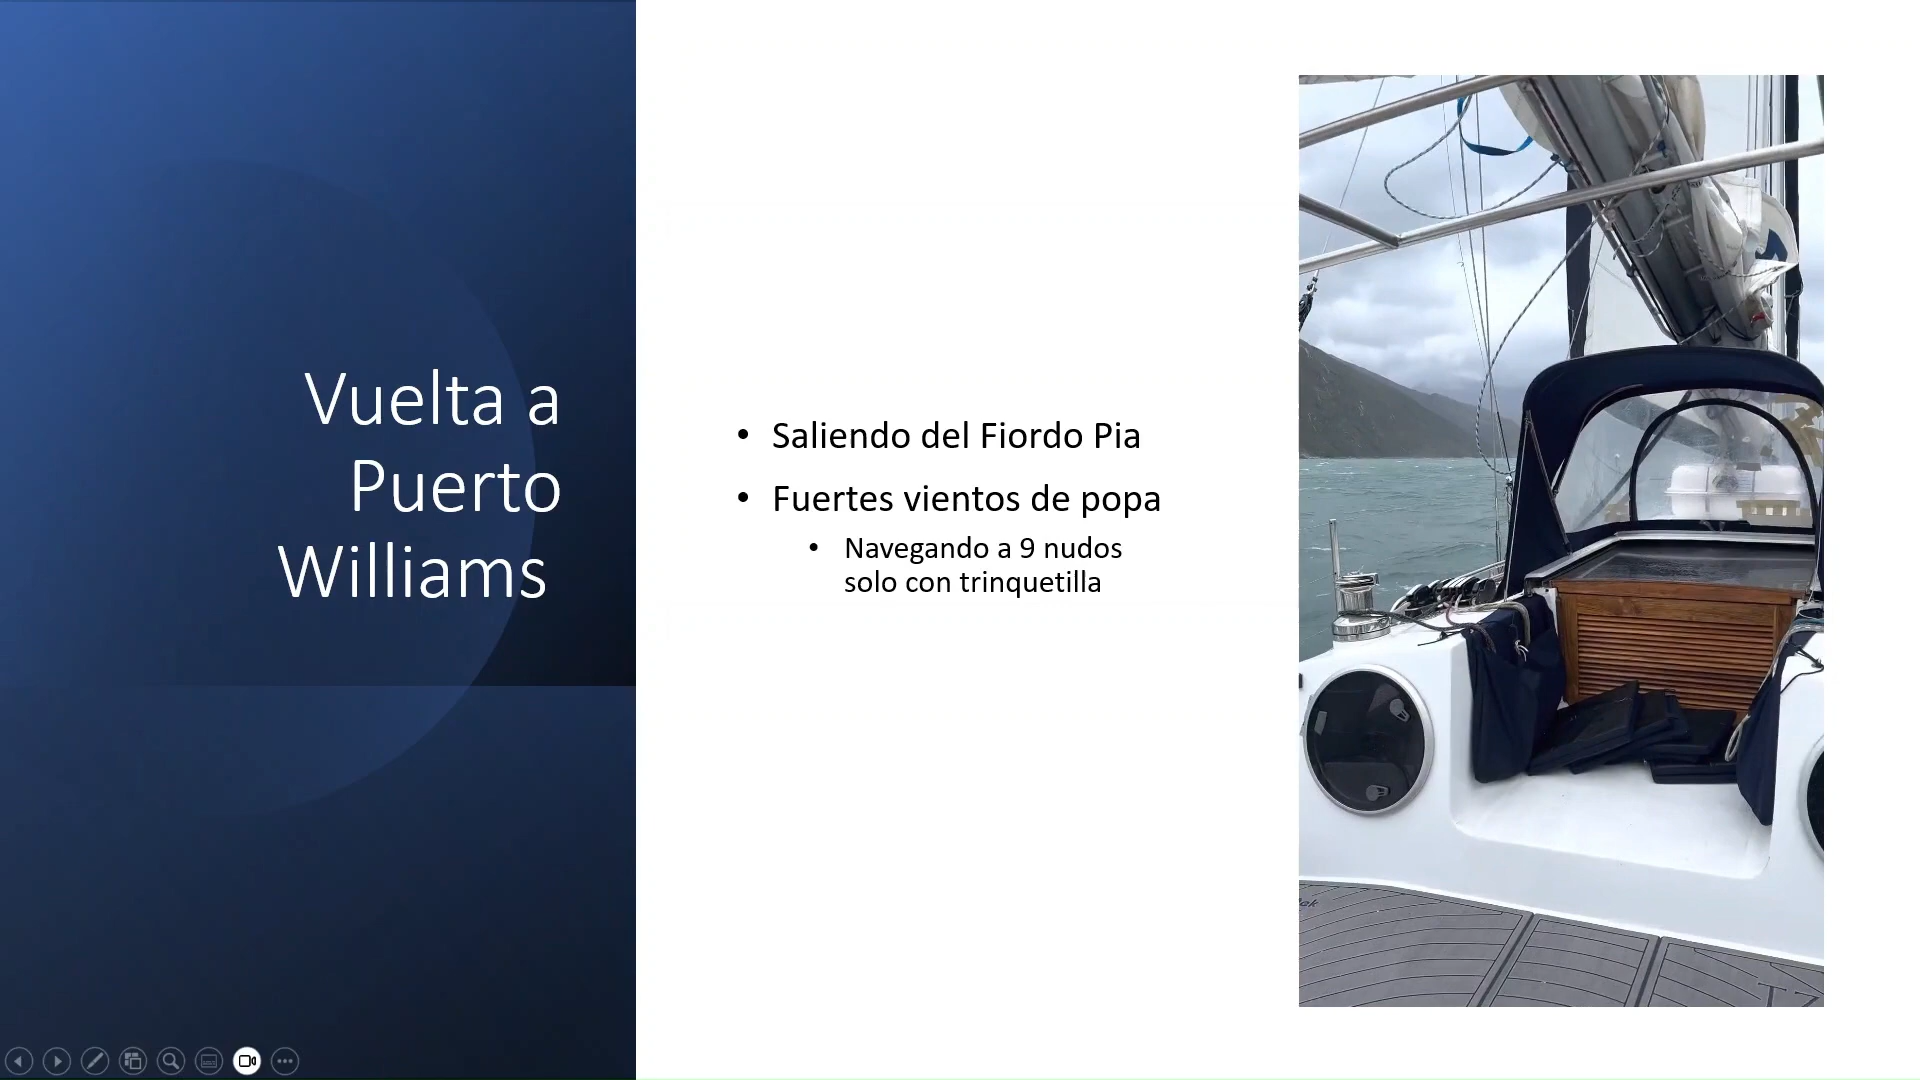 Vuelta a
Puerto
Williams
• Saliendo del Fiordo Pia
• Fuertes vientos de popa
• Navegando a 9 nudos
solo con trinquetilla